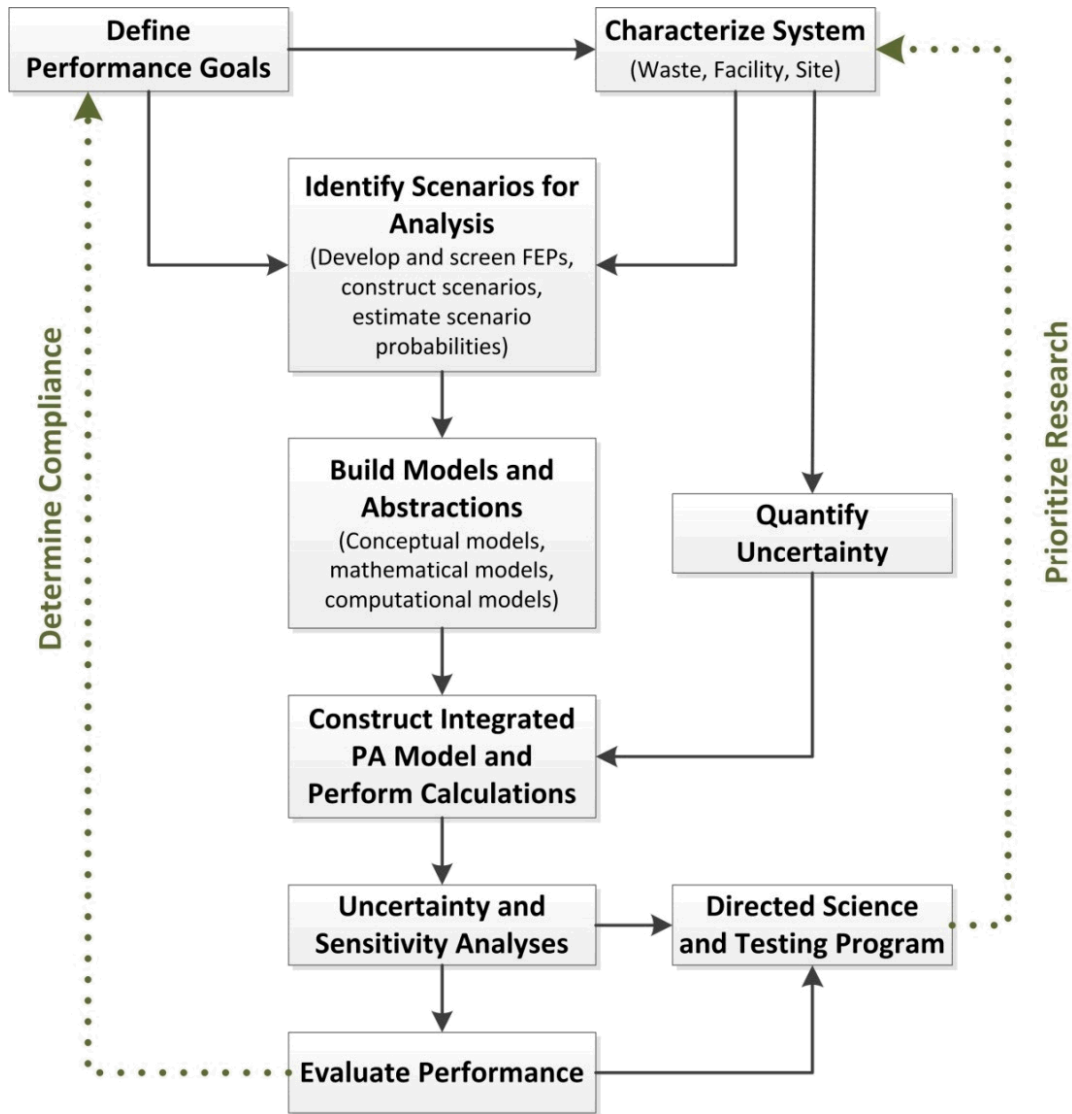 Define
Performance Goals
Characterize System
(Waste, Facility, Site)
Identify Scenarios for
Analysis
(Develop and screen FEPs,
construct scenarios,
estimate scenario
probabilities)
Determine Compliance
Prioritize Research
Build Models and
Abstractions
(Conceptual models,
mathematical models,
computational models)
Quantify
Uncertainty
Construct Integrated
PA Model and
Perform Calculations
Uncertainty and
Sensitivity Analyses
Directed Science
and Testing Program
Evaluate Performance